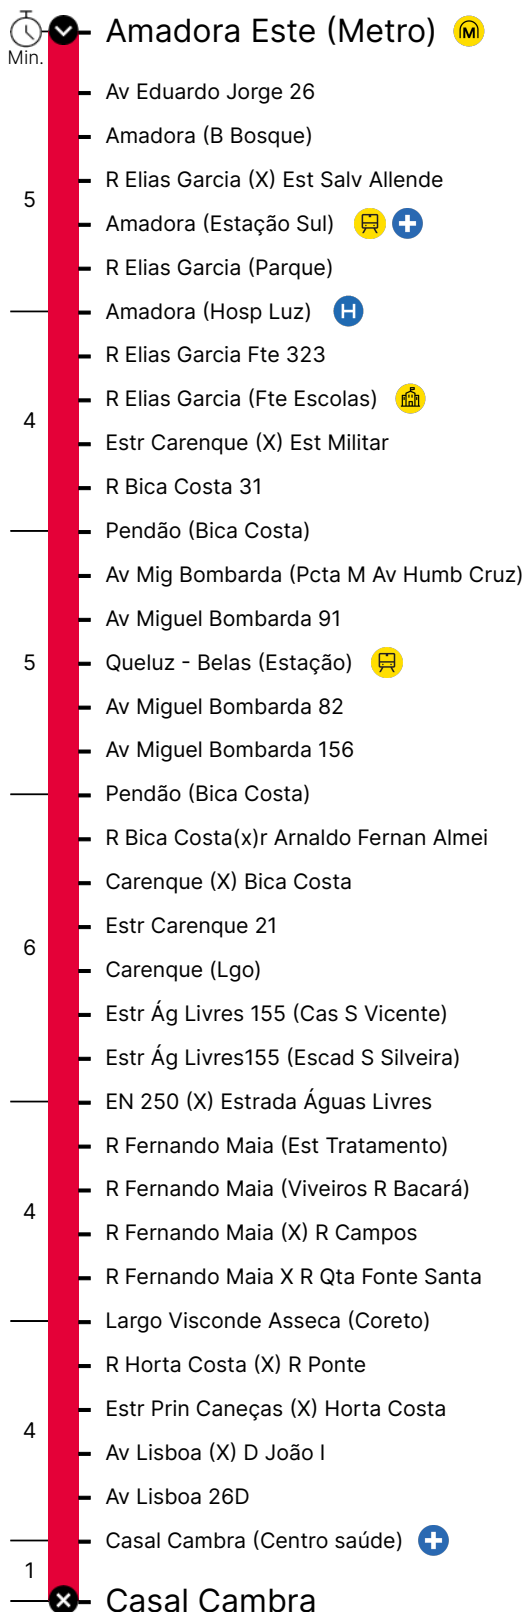 Amadora Este (Metro) M
Min.
Av Eduardo Jorge 26
Amadora (B Bosque)
R Elias Garcia (X) Est Salv Allende
5
Amadora (Estação Sul)
R Elias Garcia (Parque)
Amadora (Hosp Luz) H
R Elias Garcia Fte 323
R Elias Garcia (Fte Escolas)
4
Estr Carenque (X) Est Militar
R Bica Costa 31
Pendão (Bica Costa)
Av Mig Bombarda (Pcta M Av Humb Cruz)
Av Miguel Bombarda 91
5
Queluz - Belas (Estação)
Av Miguel Bombarda 82
Av Miguel Bombarda 156
Pendão (Bica Costa)
R Bica Costa(x)r Arnaldo Fernan Almei
Carenque (X) Bica Costa
Estr Carenque 21
6
Carenque (Lgo)
Estr Ág Livres 155 (Cas S Vicente)
Estr Ág Livres155 (Escad S Silveira)
EN 250 (X) Estrada Águas Livres
R Fernando Maia (Est Tratamento)
R Fernando Maia (Viveiros R Bacará)
4
R Fernando Maia (X) R Campos
R Fernando Maia X R Qta Fonte Santa
Largo Visconde Asseca (Coreto)
R Horta Costa (X) R Ponte
Estr Prin Caneças (X) Horta Costa
4
Av Lisboa (X) D João I
Av Lisboa 26D
Casal Cambra (Centro saúde)
1
Casal Cambra